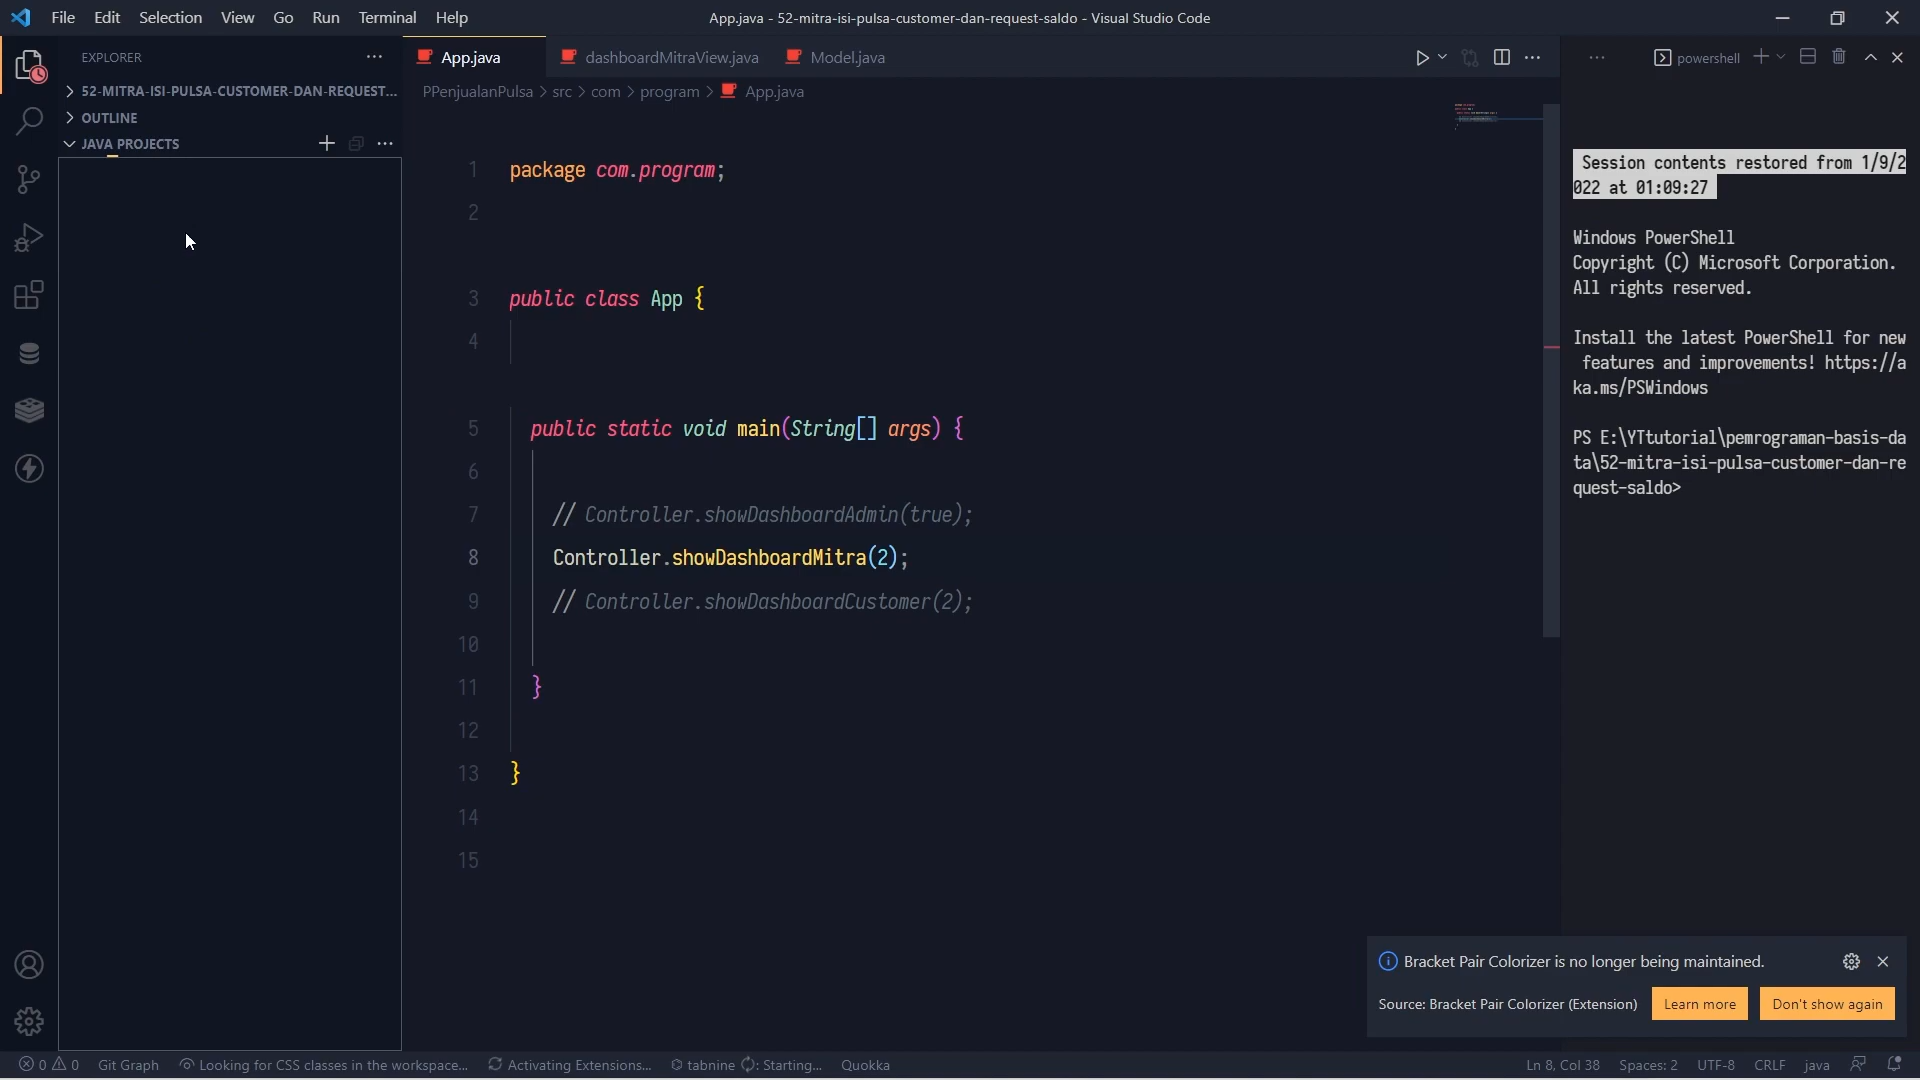 File Edit Selection View Go Run Terminal Help
App.java - 52-mitra-isi-pulsa-customer-dan-request-saldo - Visual Studio Code
EXPLORER
52-MITRA-ISI-PULSA-CUSTOMER-DAN-REQUEST...
OUTLINE
JAVA PROJECTS
App.java
dashboardMitraView.java
Model.java
PPenjualanPulsa > src > com > program > App.java
1 package com.program;
2
3 public class App {
4
5 public static void main(String[] args) {
6
7 // Controller.showDashboardAdmin(true);
8 Controller.showDashboardMitra(2);
9 // Controller.showDashboardCustomer(2);
10
11 }
12
13 }
14
15
powershell
Session contents restored from 1/9/2
022 at 01:09:27
Windows PowerShell
Copyright (C) Microsoft Corporation.
All rights reserved.
Install the latest PowerShell for new
features and improvements! https://a
ka.ms/PSWindows
PS E:\YTtutorial\pemrograman-basis-da
ta\52-mitra-isi-pulsa-customer-dan-re
quest-saldo>
Bracket Pair Colorizer is no longer being maintained.
Source: Bracket Pair Colorizer (Extension)
Learn more
Don't show again
0 0 Git Graph Looking for CSS classes in the workspace... Activating Extensions... tabnine : Starting... Quokka
Ln 8, Col 38 Spaces: 2 UTF-8 CRLF java